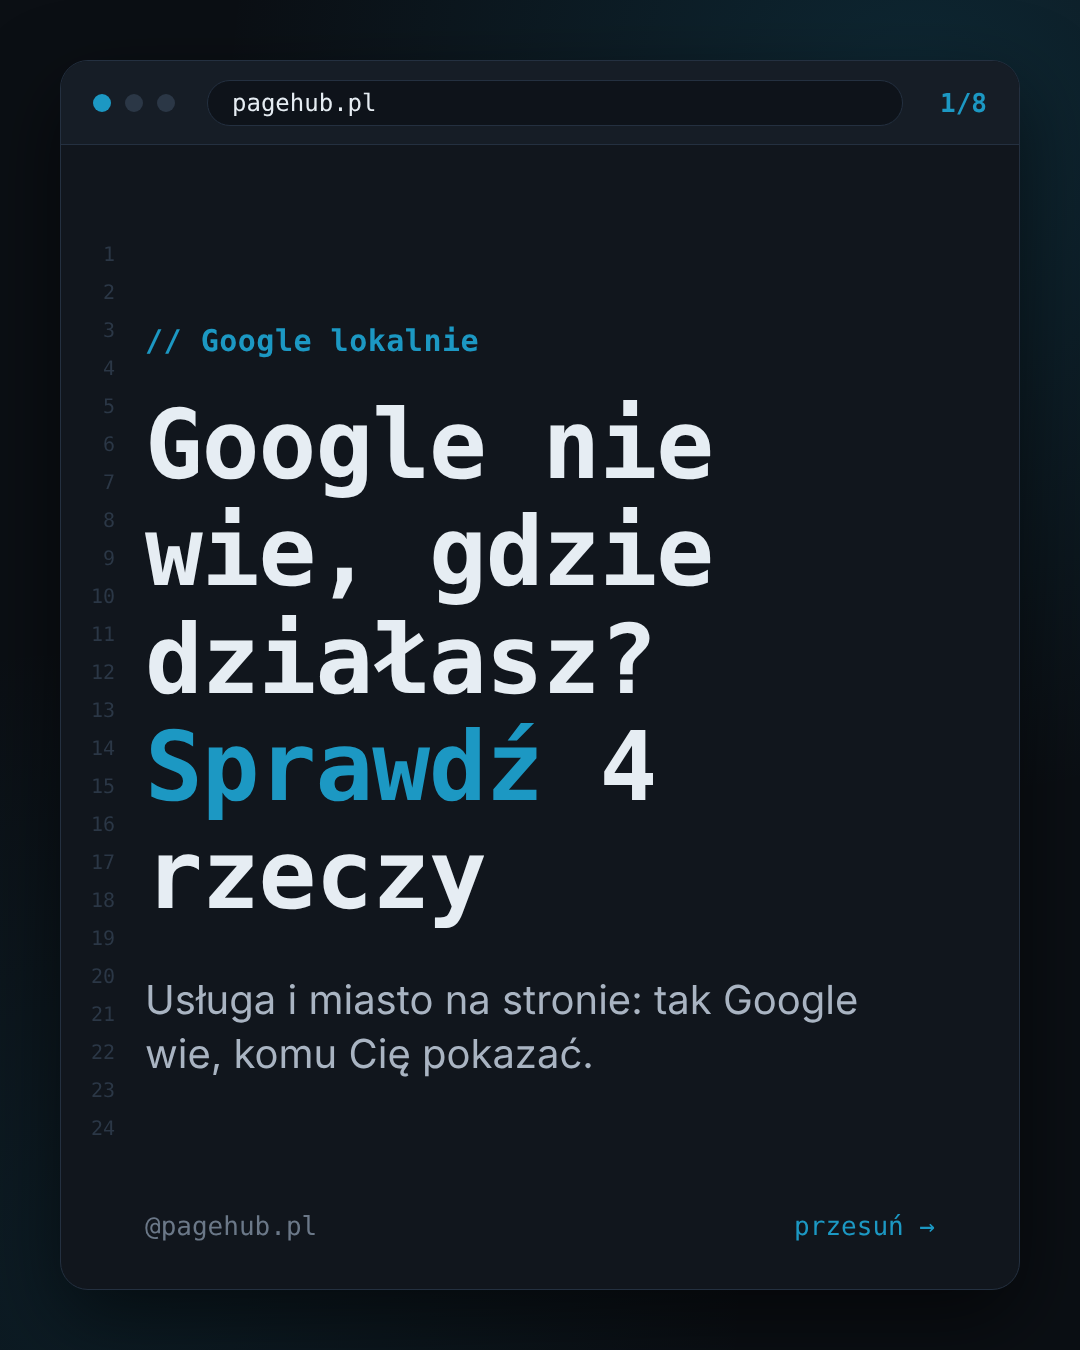 pagehub.pl
1/8
1
2
3
// Google lokalnie
4
5
6
Google nie
7
8
9
wie, gdzie
10
11
działasz?
12
13
14
Sprawdź 4
15
16
17
rzeczy
18
19
20
Usługa i miasto na stronie: tak Google
21
22
wie, komu Cię pokazać.
23
24
@pagehub.pl
przesuń →